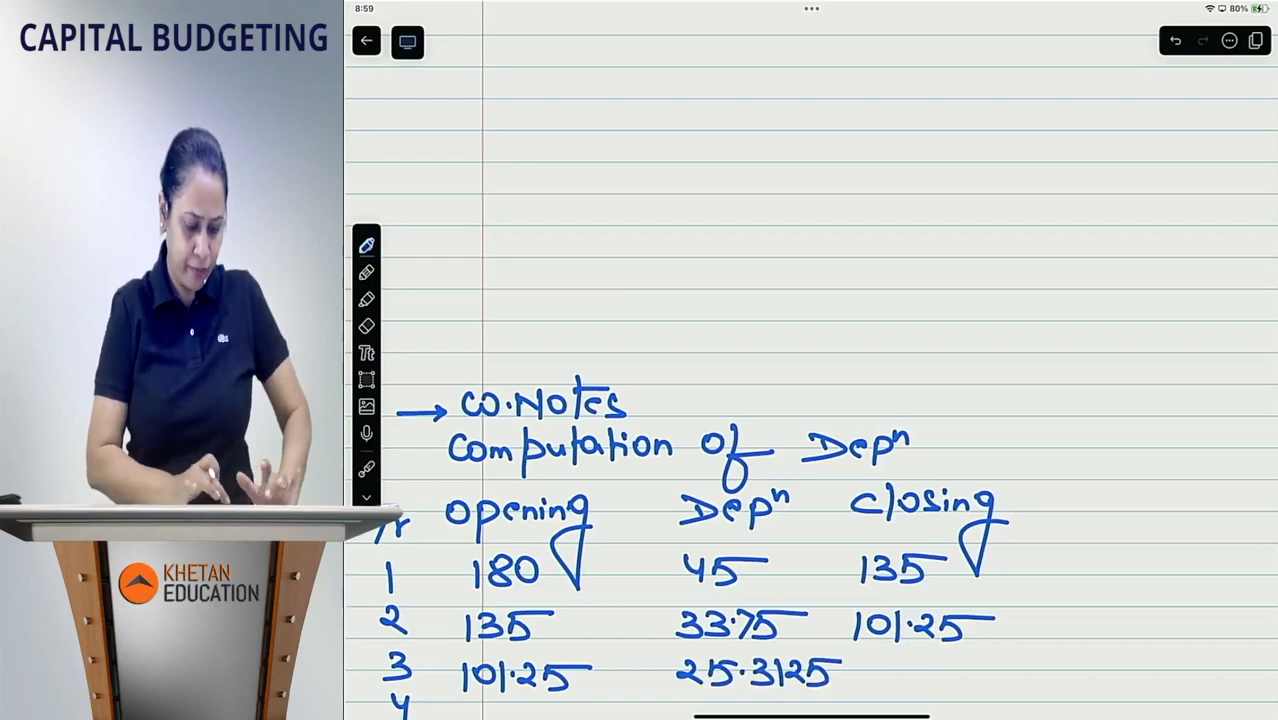 CAPITAL BUDGETING
8:59
80%
Tt
→ W.Notes
Computation of Depⁿ
Yr Opening Depⁿ Closing
1 180 45 135
2 135 33.75 101.25
3 101.25 25.3125
4
KHETAN
EDUCATION